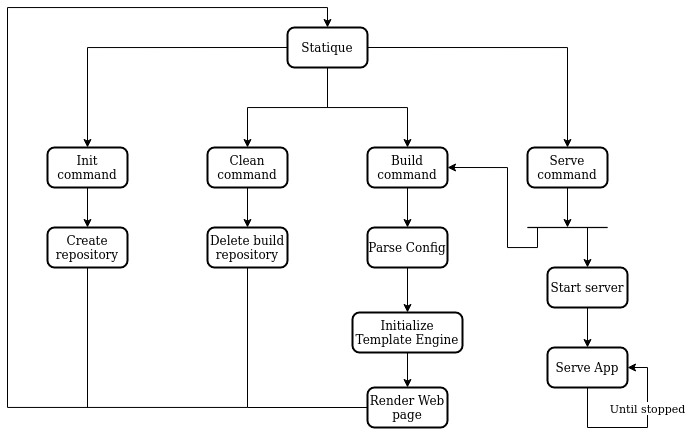 Statique
Init
command
Clean
command
Build
command
Serve
command
Create
repository
Delete build
repository
Parse Config
Start server
Initialize
Template Engine
Serve App
Render Web
page
Until stopped